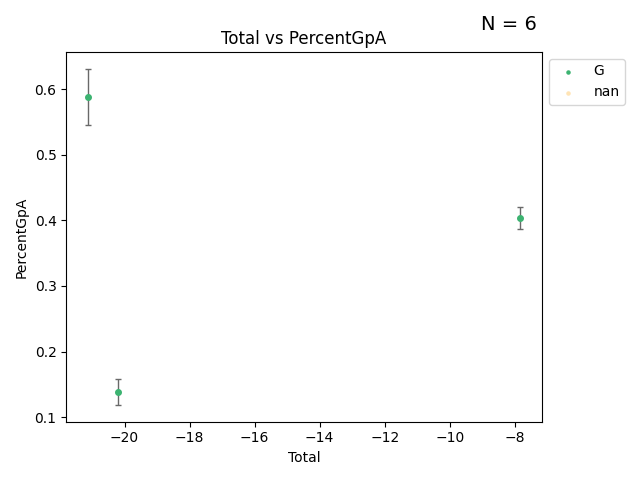 N = 6
Total vs PercentGpA
G
nan
PercentGpA
0.6
0.5
0.4
0.3
0.2
0.1
−20
−18
−16
−14
−12
−10
−8
Total